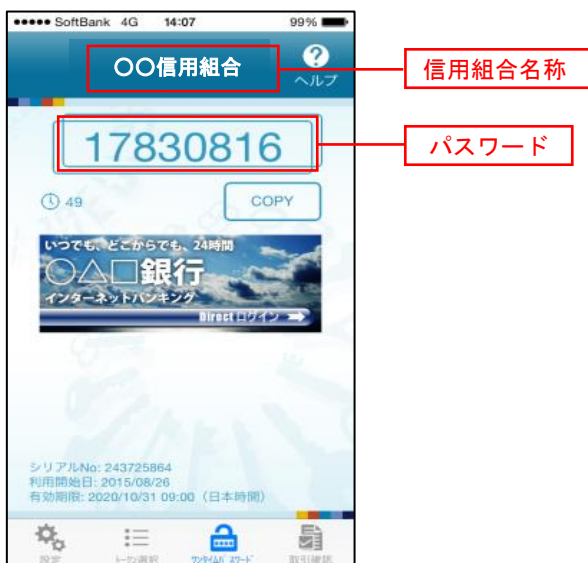 SoftBank 4G 14:07 99%
〇〇信用組合
?
ヘルプ
信用組合名称
17830816
パスワード
49
COPY
いつでも、どこからでも、24時間
○△□銀行
インターネットバンキング
Direct ログイン
シリアルNo: 243725864
利用開始日: 2015/08/26
有効期限: 2020/10/31 09:00（日本時間）
設定
トークン選択
ワンタイムパスワード
取引確認